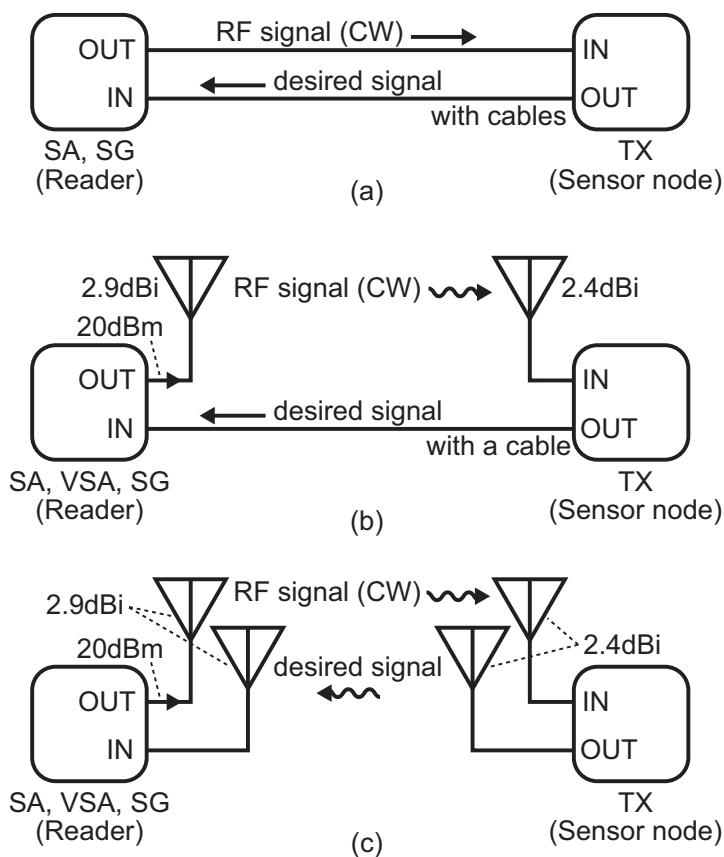 OUT
RF signal (CW)
IN
IN
desired signal
OUT
with cables
SA, SG
(Reader)
TX
(Sensor node)
(a)
2.9dBi
RF signal (CW)
2.4dBi
20dBm
OUT
IN
IN
desired signal
OUT
with a cable
SA, VSA, SG
(Reader)
TX
(Sensor node)
(b)
RF signal (CW)
2.9dBi
20dBm
desired signal
2.4dBi
OUT
IN
IN
OUT
SA, VSA, SG
(Reader)
TX
(Sensor node)
(c)